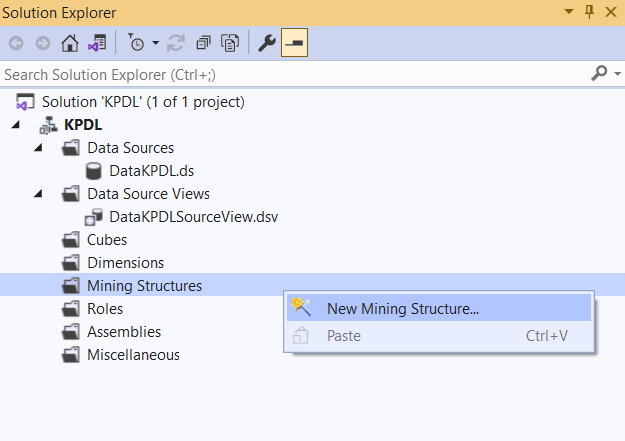 Solution Explorer
Search Solution Explorer (Ctrl+;)
Solution 'KPDL' (1 of 1 project)
KPDL
Data Sources
DataKPDL.ds
Data Source Views
DataKPDLSourceView.dsv
Cubes
Dimensions
Mining Structures
New Mining Structure...
Roles
Paste Ctrl+V
Assemblies
Miscellaneous